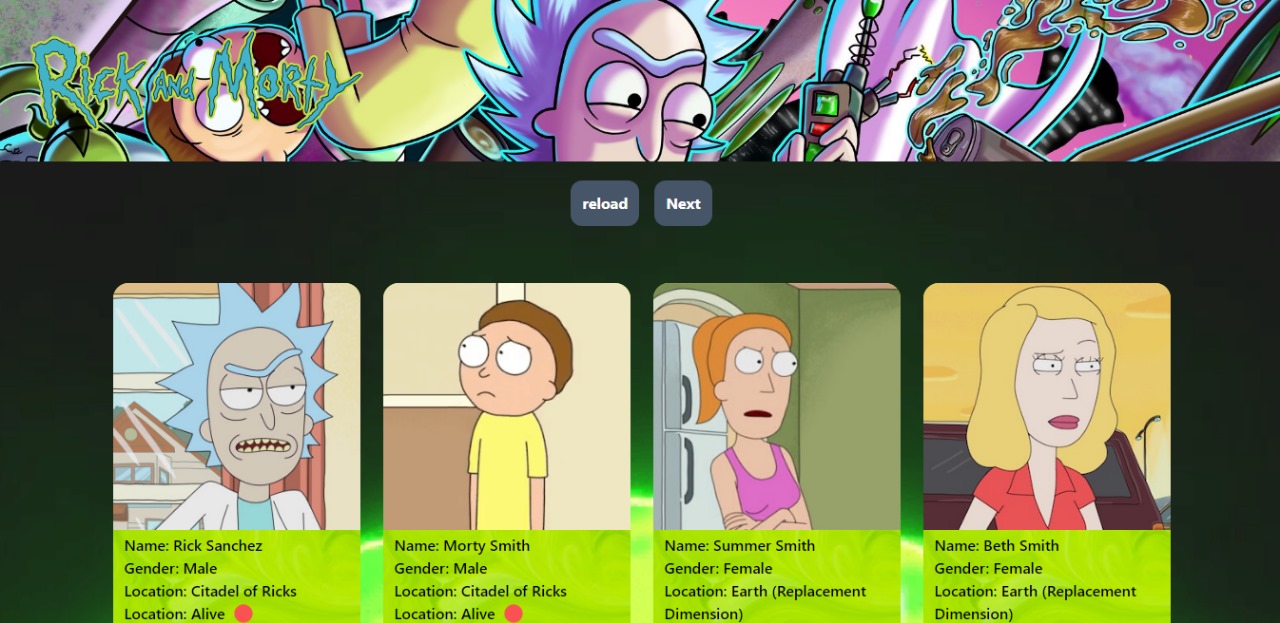 Rick and Morty
reload
Next
Name: Rick Sanchez
Gender: Male
Location: Citadel of Ricks
Location: Alive
Name: Morty Smith
Gender: Male
Location: Citadel of Ricks
Location: Alive
Name: Summer Smith
Gender: Female
Location: Earth (Replacement
Dimension)
Name: Beth Smith
Gender: Female
Location: Earth (Replacement
Dimension)